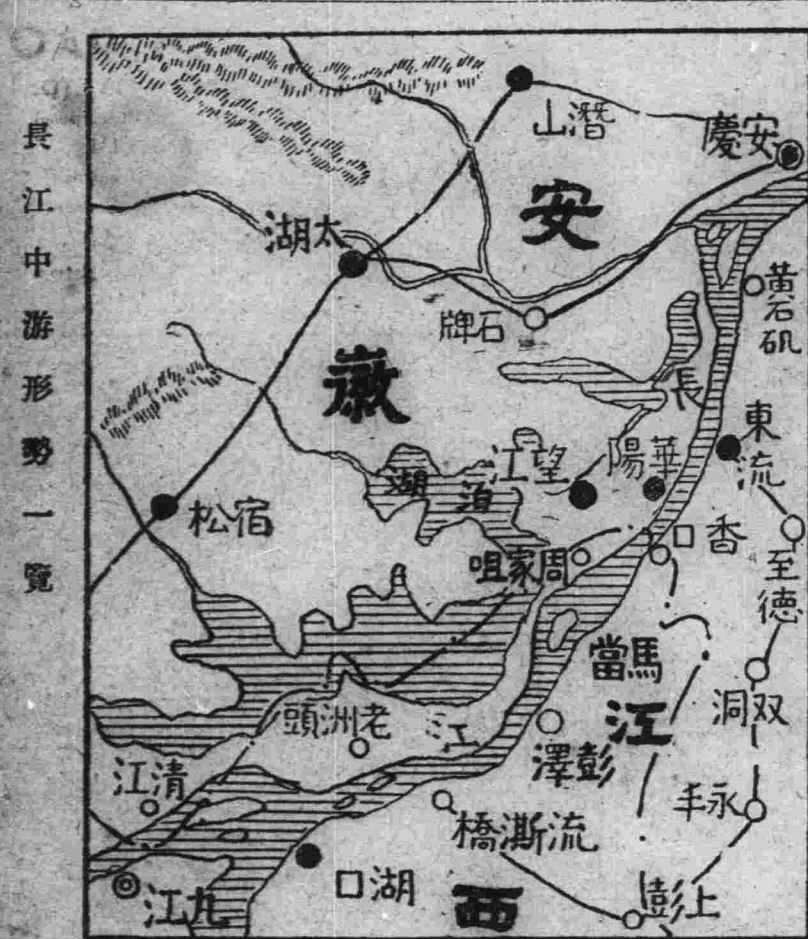 長江中游形勢一覽
潛山
安慶
安
太湖
石牌
黃石磯
徽
長
東流
望江
華陽
泊湖
宿松
香口
周家咀
至德
馬當
江
双洞
老洲頭
江
彭澤
清江
永丰
流澌橋
湖口
九江
西
上彭